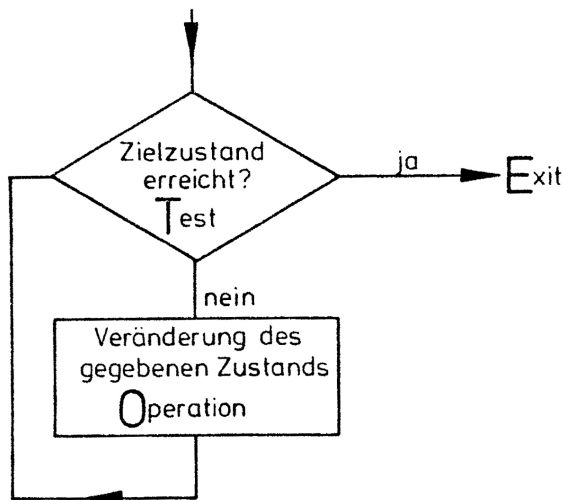 Zielzustand
erreicht?
Test
ja
Exit
nein
Veränderung des
gegebenen Zustands
Operation